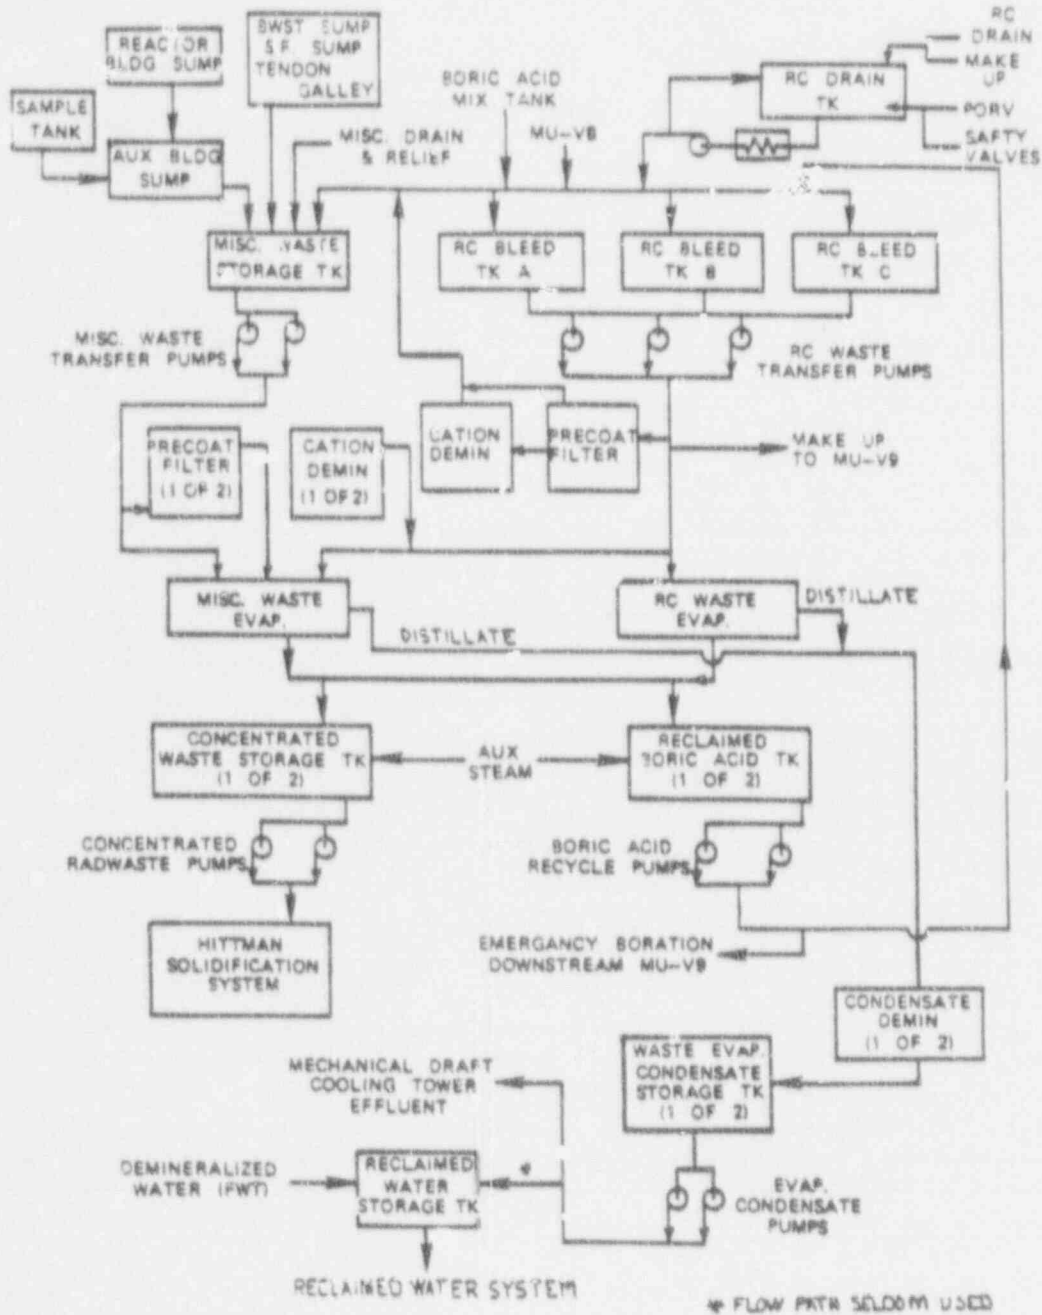 REACTOR
BLDG SUMP
BWST SUMP
S.F. SUMP
TENDON
GALLEY
BORIC ACID
MIX TANK
RC
DRAIN
MAKE
UP
RC DRAIN
TK
PORV
SAFTY
VALVES
SAMPLE
TANK
AUX BLDG
SUMP
MISC. DRAIN
& RELIEF
MU-V8
MISC. WASTE
STORAGE TK
RC BLEED
TK A
RC BLEED
TK B
RC BLEED
TK C
MISC. WASTE
TRANSFER PUMPS
RC WASTE
TRANSFER PUMPS
PRECOAT
FILTER
(1 OF 2)
CATION
DEMIN
(1 OF 2)
CATION
DEMIN
PRECOAT
FILTER
MAKE UP
TO MU-V9
MISC. WASTE
EVAP.
RC WASTE
EVAP.
DISTILLATE
DISTILLATE
CONCENTRATED
WASTE STORAGE TK
(1 OF 2)
AUX
STEAM
RECLAIMED
BORIC ACID TK
(1 OF 2)
CONCENTRATED
RADWASTE PUMPS
BORIC ACID
RECYCLE PUMPS
HITTMAN
SOLIDIFICATION
SYSTEM
EMERGANCY BORATION
DOWNSTREAM MU-V9
CONDENSATE
DEMIN
(1 OF 2)
WASTE EVAP.
CONDENSATE
STORAGE TK
(1 OF 2)
MECHANICAL DRAFT
COOLING TOWER
EFFLUENT
DEMINERALIZED
WATER (FWT)
RECLAIMED
WATER
STORAGE TK
*
EVAP.
CONDENSATE
PUMPS
RECLAIMED WATER SYSTEM
* FLOW PATH SELDOM USED